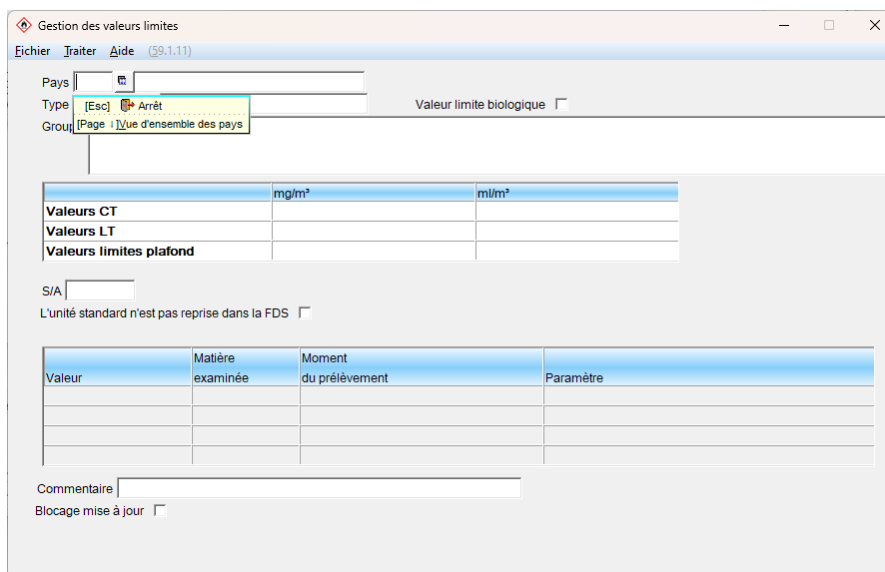 Gestion des valeurs limites
Fichier Traiter Aide (59.1.11)
Pays
Type
Valeur limite biologique
[Esc] Arrêt
[Page ↓]Vue d'ensemble des pays
Group
mg/m³ ml/m³
Valeurs CT
Valeurs LT
Valeurs limites plafond
S/A
L'unité standard n'est pas reprise dans la FDS
Matière Moment
Valeur examinée du prélèvement Paramètre
Commentaire
Blocage mise à jour